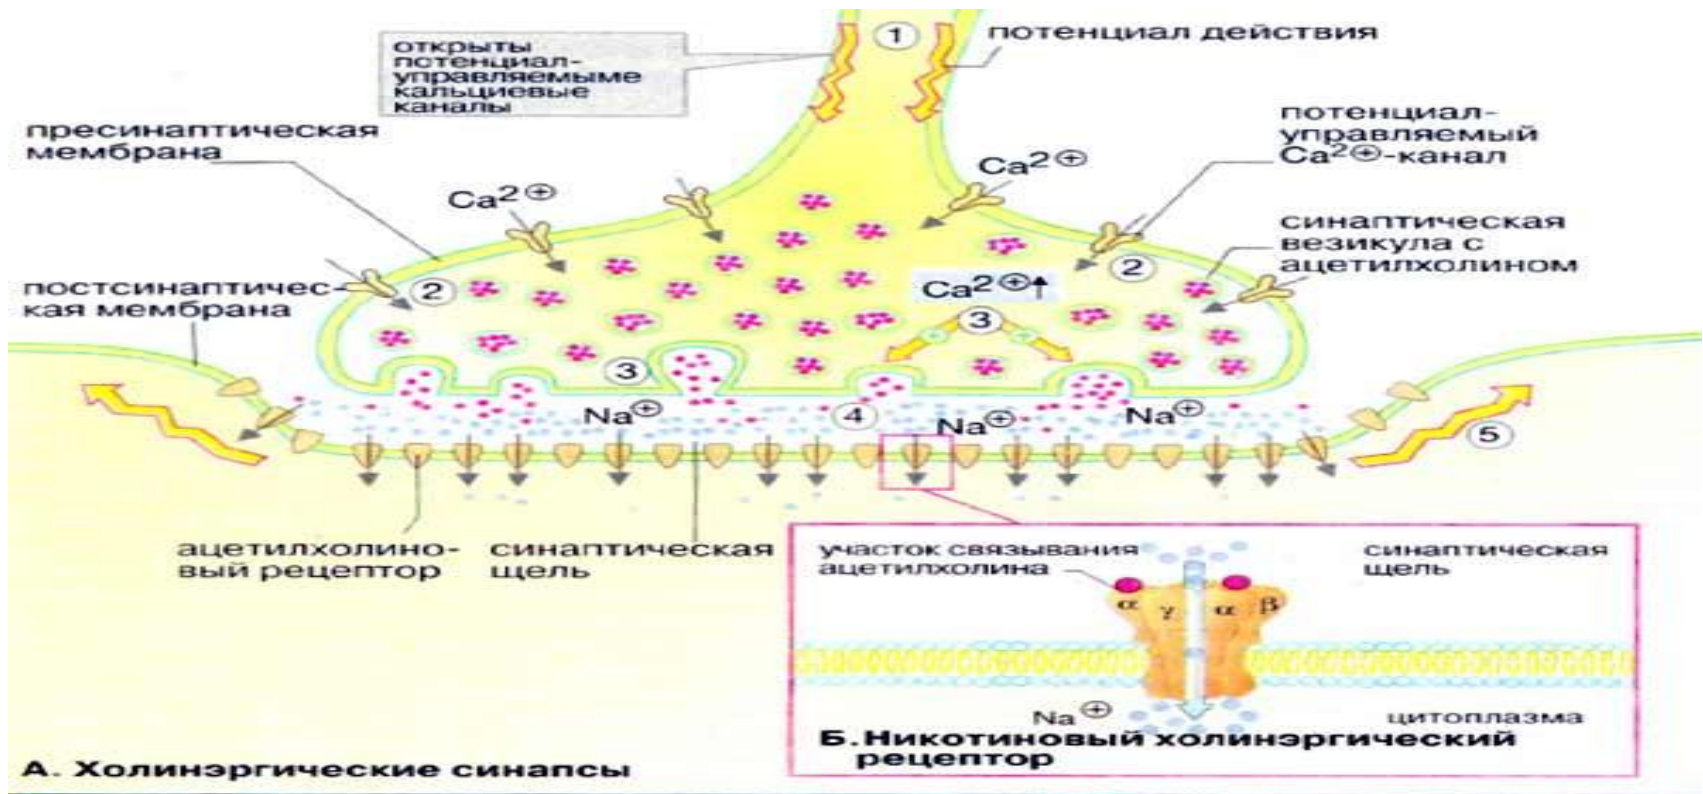 открыты
потенциал-
управляемыме
кальциевые
каналы
1
потенциал действия
пресинаптическая
мембрана
потенциал-
управляемый
Ca2⊕-канал
Ca2⊕
Ca2⊕
синаптическая
везикула с
ацетилхолином
постсинаптичес-
кая мембрана
2
2
Ca2⊕↑
3
3
Na⊕
4
Na⊕
Na⊕
5
ацетилхолино-
вый рецептор
синаптическая
щель
участок связывания
ацетилхолина
синаптическая
щель
α γ α β
Na⊕
цитоплазма
Б. Никотиновый холинэргический
рецептор
А. Холинэргические синапсы